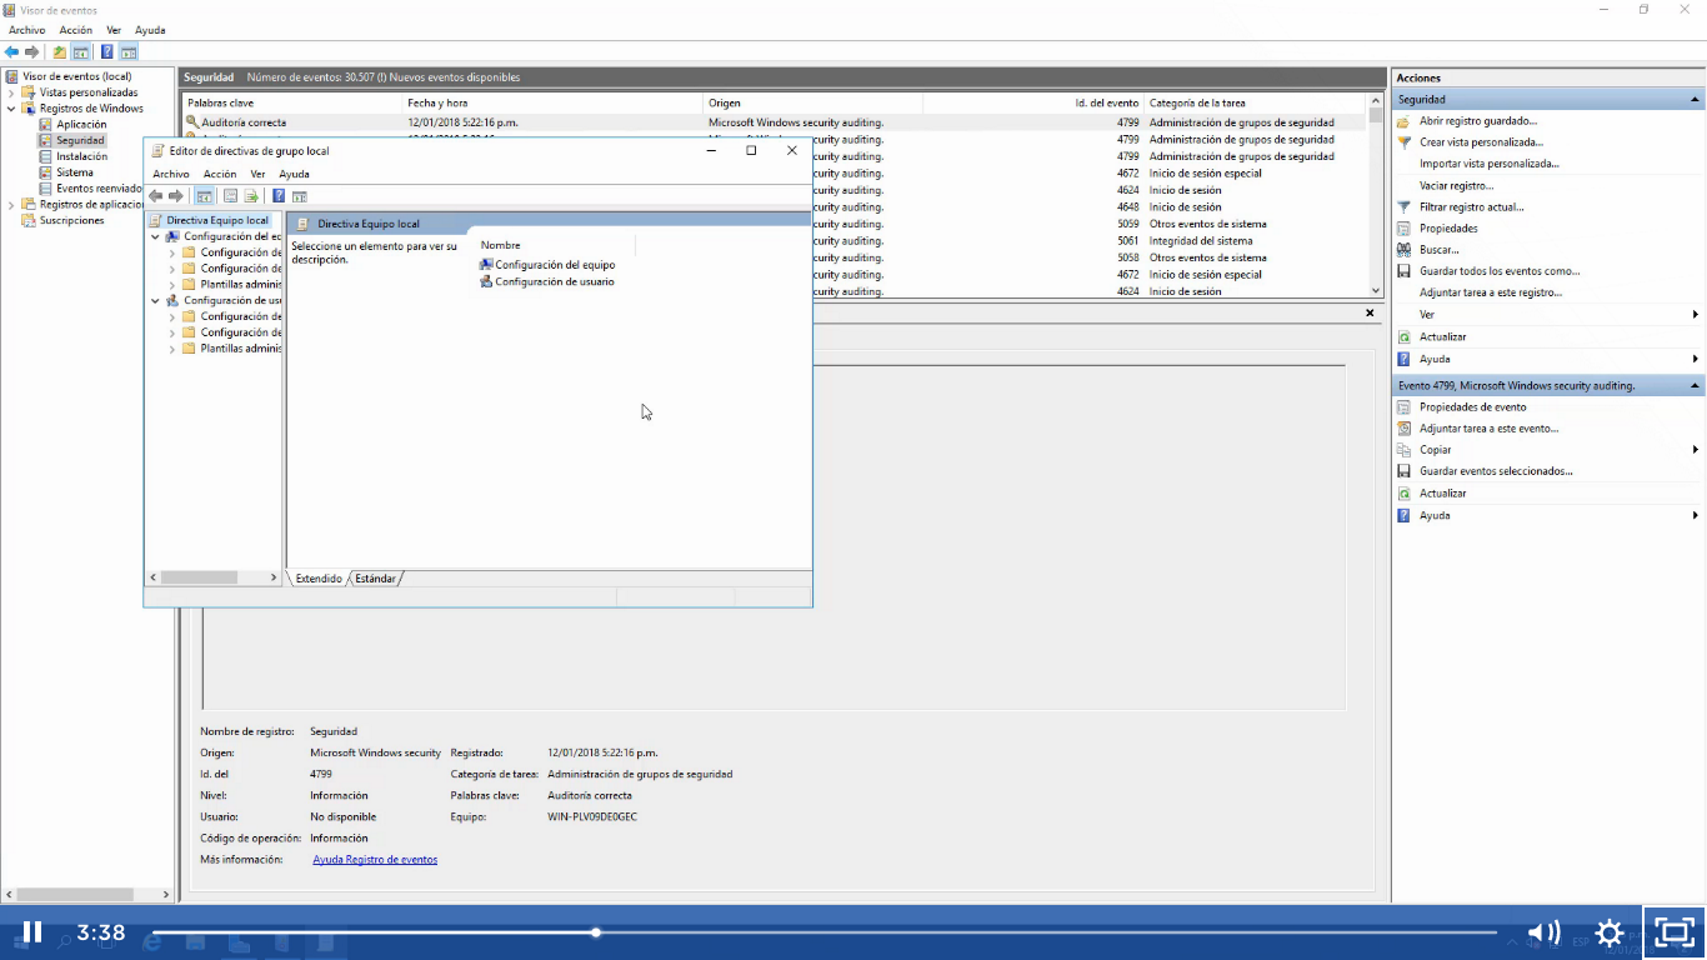 Visor de eventos
Archivo Acción Ver Ayuda
Visor de eventos (local)
Vistas personalizadas
Registros de Windows
Aplicación
Seguridad
Instalación
Sistema
Eventos reenviado
Registros de aplicacion
Suscripciones
Seguridad Número de eventos: 30.507 (!) Nuevos eventos disponibles
Palabras clave Fecha y hora Origen Id. del evento Categoría de la tarea
Auditoría correcta 12/01/2018 5:22:16 p.m. Microsoft Windows security auditing. 4799 Administración de grupos de seguridad
4799 Administración de grupos de seguridad
curity auditing. 4799 Administración de grupos de seguridad
curity auditing. 4672 Inicio de sesión especial
curity auditing. 4624 Inicio de sesión
curity auditing. 4648 Inicio de sesión
curity auditing. 5059 Otros eventos de sistema
curity auditing. 5061 Integridad del sistema
curity auditing. 5058 Otros eventos de sistema
curity auditing. 4672 Inicio de sesión especial
curity auditing. 4624 Inicio de sesión
Editor de directivas de grupo local
Archivo Acción Ver Ayuda
Directiva Equipo local
Configuración del ec
Configuración de
Configuración de
Plantillas adminis
Configuración de usu
Configuración de
Configuración de
Plantillas adminis
Directiva Equipo local
Seleccione un elemento para ver su
descripción.
Nombre
Configuración del equipo
Configuración de usuario
Extendido Estándar
Nombre de registro: Seguridad
Origen: Microsoft Windows security Registrado: 12/01/2018 5:22:16 p.m.
Id. del 4799 Categoría de tarea: Administración de grupos de seguridad
Nivel: Información Palabras clave: Auditoría correcta
Usuario: No disponible Equipo: WIN-PLV09DE0GEC
Código de operación: Información
Más información: Ayuda Registro de eventos
Acciones
Seguridad
Abrir registro guardado...
Crear vista personalizada...
Importar vista personalizada...
Vaciar registro...
Filtrar registro actual...
Propiedades
Buscar...
Guardar todos los eventos como...
Adjuntar tarea a este registro...
Ver
Actualizar
Ayuda
Evento 4799, Microsoft Windows security auditing.
Propiedades de evento
Adjuntar tarea a este evento...
Copiar
Guardar eventos seleccionados...
Actualizar
Ayuda
3:38
ESP